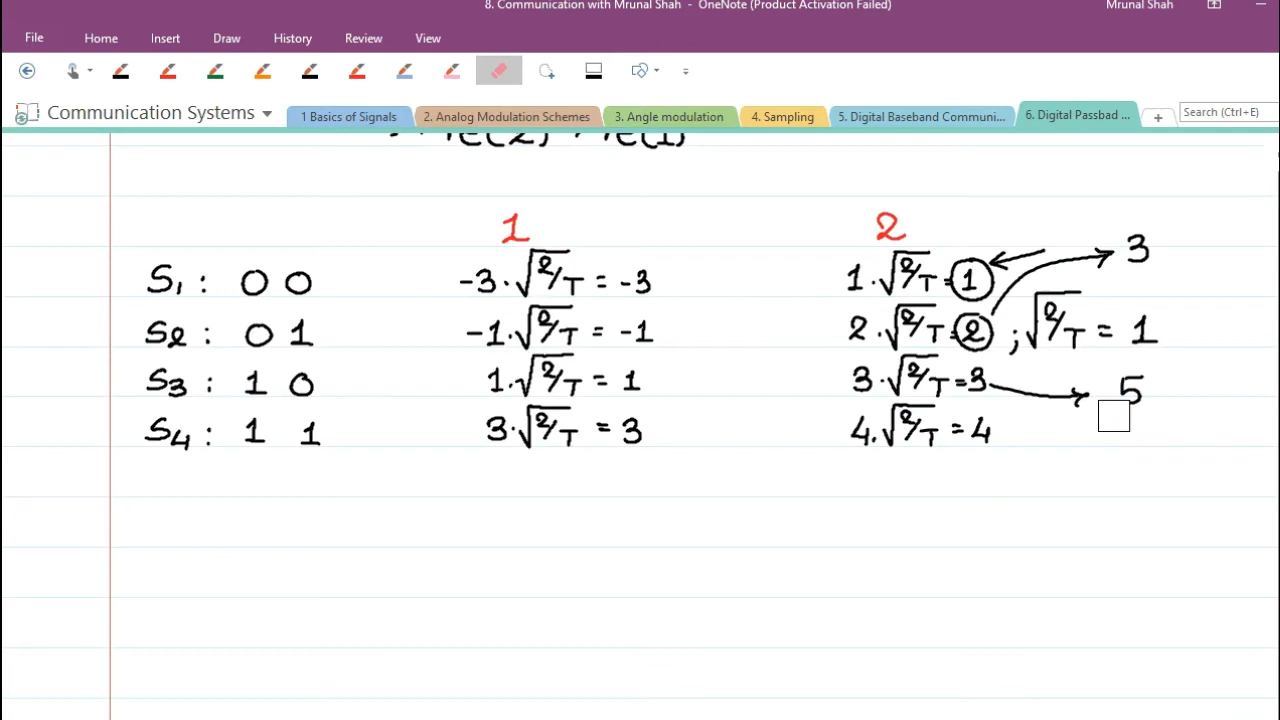 8. Communication with Mrunal Shah - OneNote (Product Activation Failed)
Mrunal Shah
File Home Insert Draw History Review View
Communication Systems
1 Basics of Signals
2. Analog Modulation Schemes
3. Angle modulation
4. Sampling
5. Digital Baseband Communi...
6. Digital Passbad ...
Search (Ctrl+E)
1 2
S1 : 0 0 -3·√2/T = -3 1·√2/T = 1 3
S2 : 0 1 -1·√2/T = -1 2·√2/T = 2 ; √2/T = 1
S3 : 1 0 1·√2/T = 1 3·√2/T = 3 5
S4 : 1 1 3·√2/T = 3 4·√2/T = 4